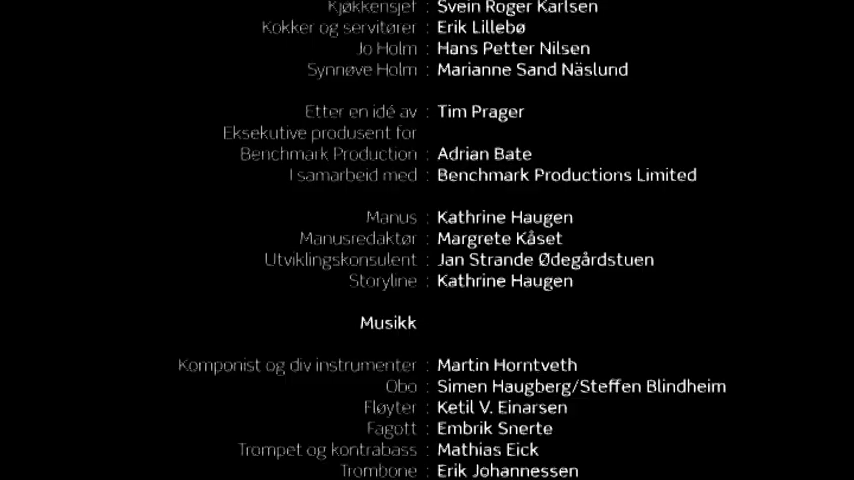 Kjøkkensjef : Svein Roger Karlsen
Kokker og servitører : Erik Lillebø
Jo Holm : Hans Petter Nilsen
Synnøve Holm : Marianne Sand Näslund
Etter en idé av : Tim Prager
Eksekutive produsent for
Benchmark Production : Adrian Bate
I samarbeid med : Benchmark Productions Limited
Manus : Kathrine Haugen
Manusredaktør : Margrete Kåset
Utviklingskonsulent : Jan Strande Ødegårdstuen
Storyline : Kathrine Haugen
Musikk
Komponist og div instrumenter : Martin Horntveth
Obo : Simen Haugberg/Steffen Blindheim
Fløyter : Ketil V. Einarsen
Fagott : Embrik Snerte
Trompet og kontrabass : Mathias Eick
Trombone : Erik Johannessen